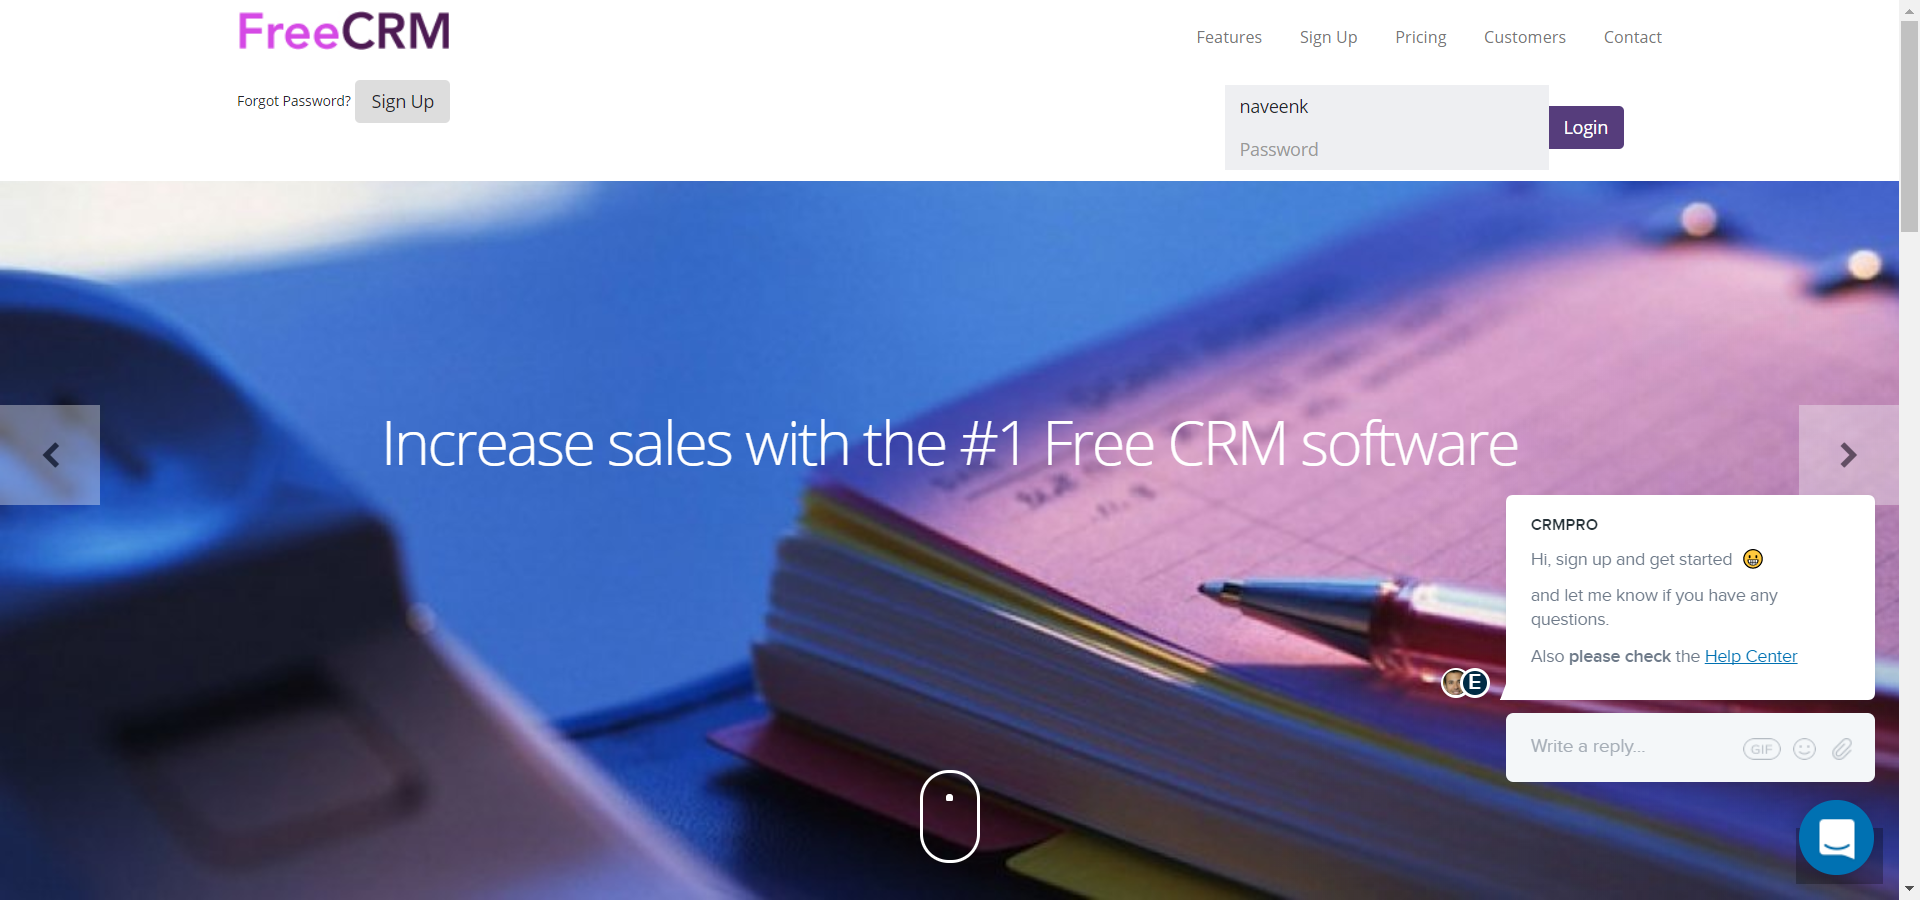 FreeCRM
Features
Sign Up
Pricing
Customers
Contact
Forgot Password?
Sign Up
naveenk
Password
Login
Increase sales with the #1 Free CRM software
CRMPRO
Hi, sign up and get started 😀
and let me know if you have any
questions.
Also please check the Help Center
E
Write a reply...
GIF